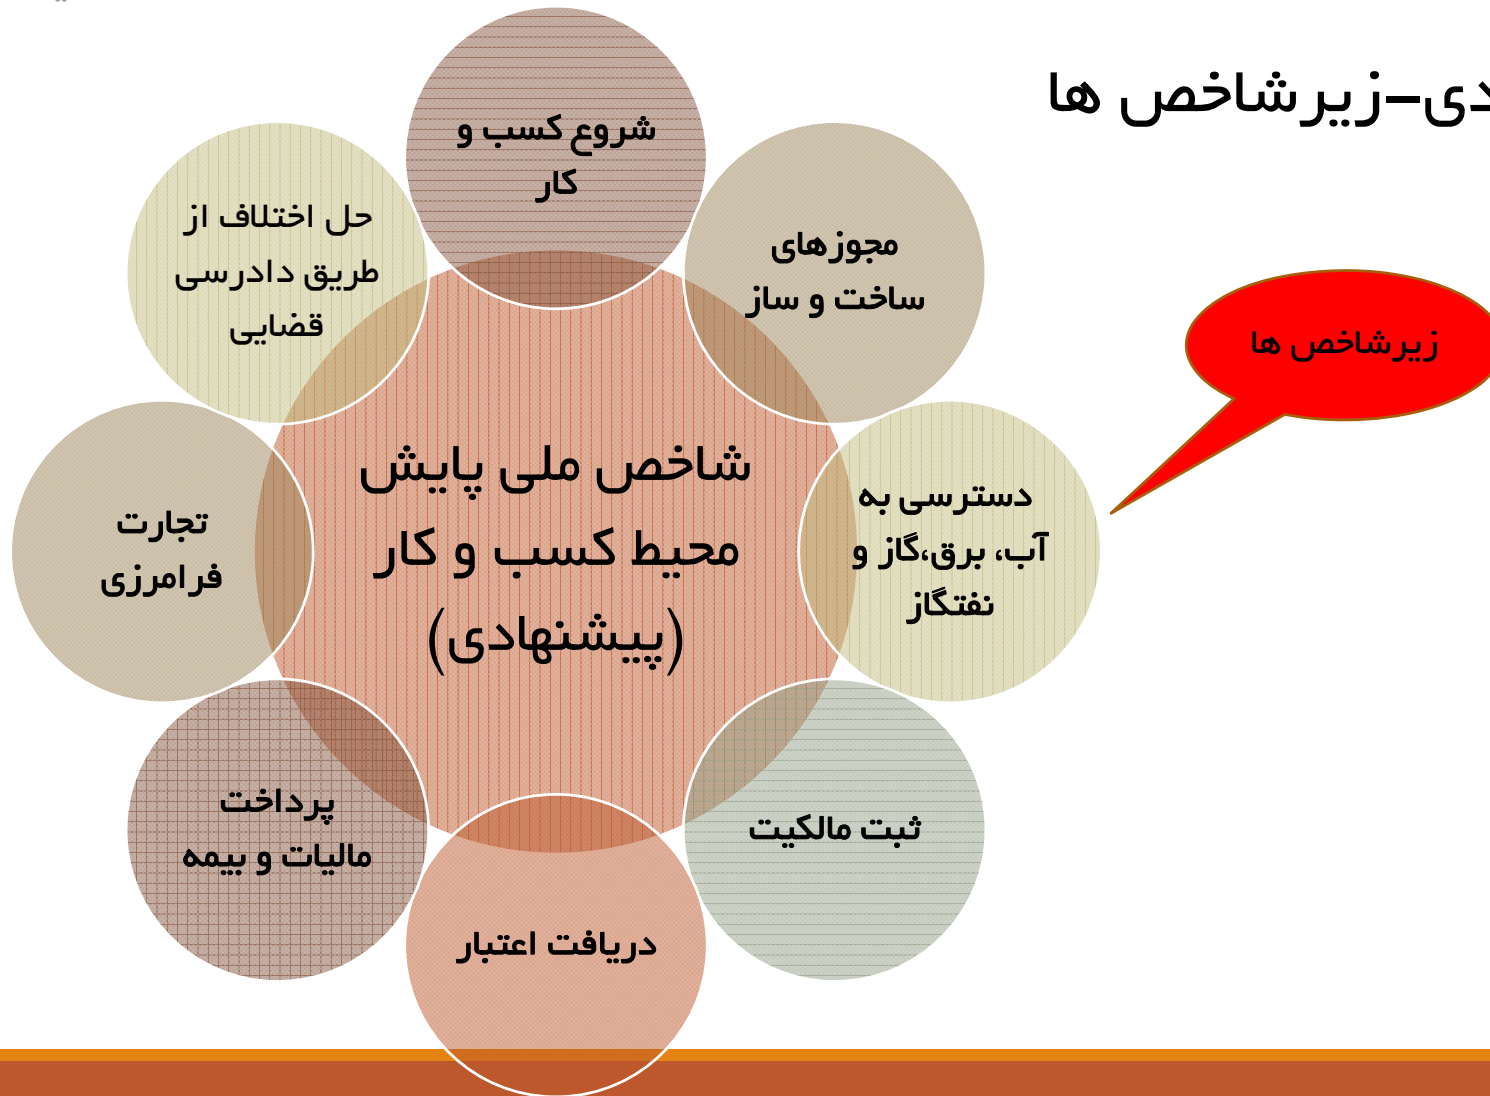 دی-زیرشاخص ها
شروع کسب و
کار
مجوزهای
ساخت و ساز
زیرشاخص ها
دسترسی به
آب، برق،گاز و
نفتگاز
ثبت مالکیت
دریافت اعتبار
پرداخت
مالیات و بیمه
تجارت
فرامرزی
حل اختلاف از
طریق دادرسی
قضایی
شاخص ملی پایش
محیط کسب و کار
(پیشنهادی)